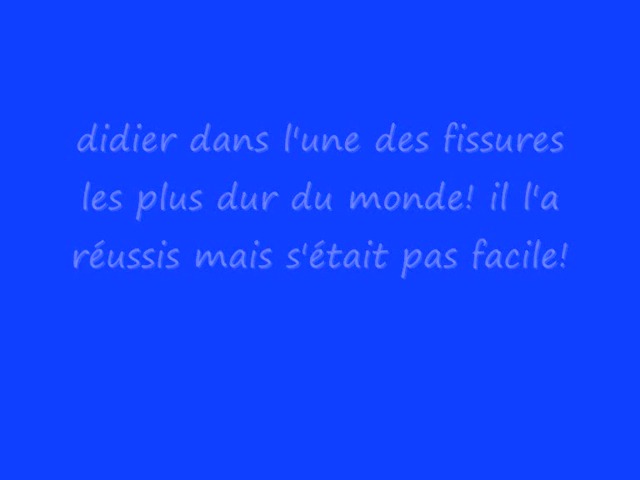 didier dans l'une des fissures
les plus dur du monde! il l'a
réussis mais s'était pas facile!